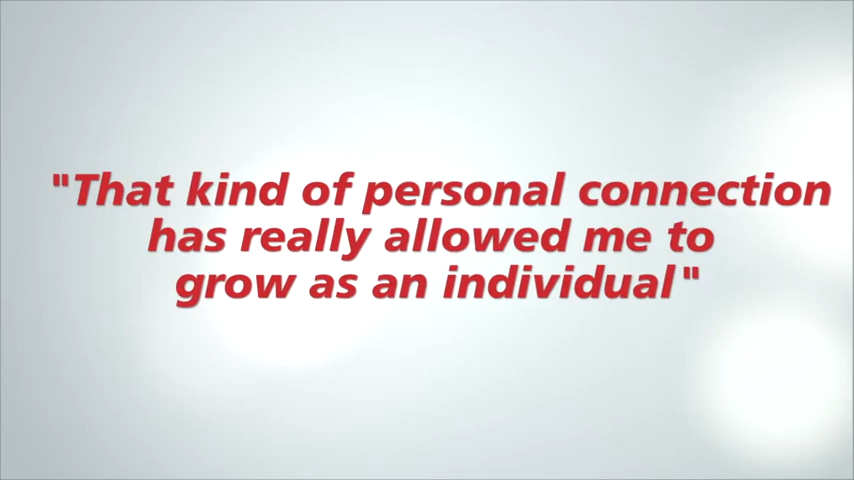 "That kind of personal connection
has really allowed me to
grow as an individual"